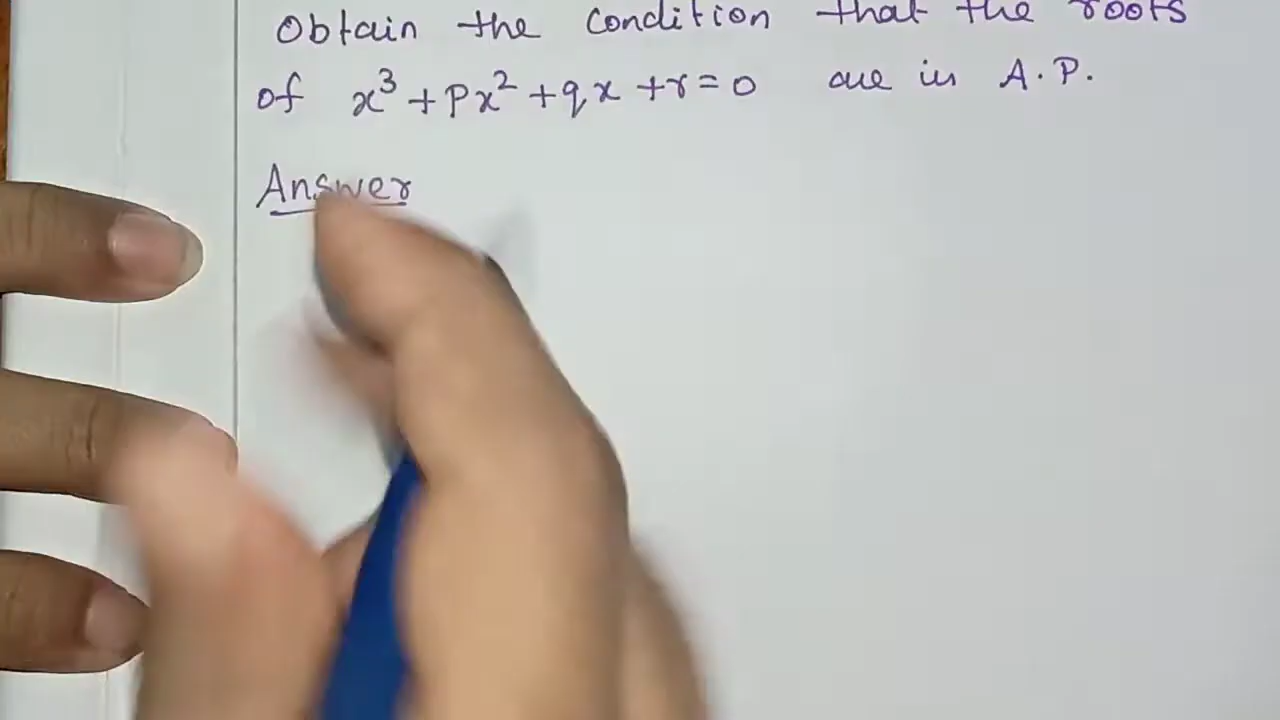 Obtain the condition that the roots
of x³ + px² + qx + r = 0 are in A.P.
Answer